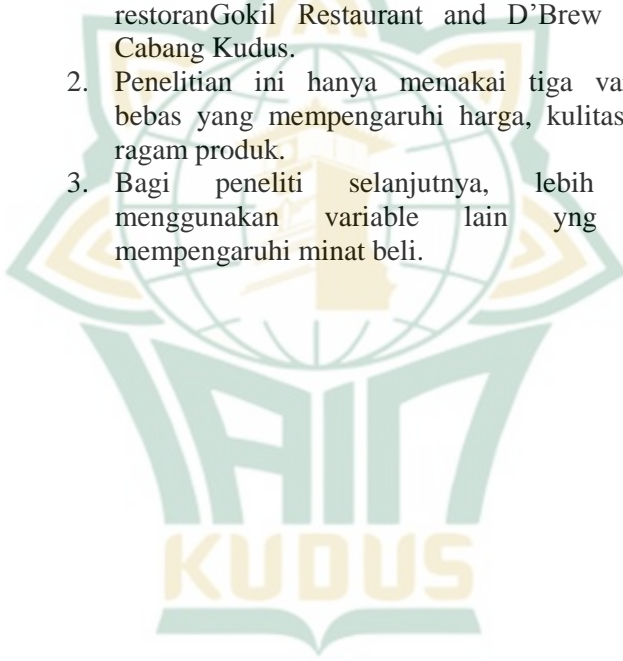 restoranGokil Restaurant and D’Brew
Cabang Kudus.
2. Penelitian ini hanya memakai tiga va
bebas yang mempengaruhi harga, kulitas
ragam produk.
3. Bagi peneliti selanjutnya, lebih
menggunakan variable lain yng
mempengaruhi minat beli.
IAIN
KUDUS